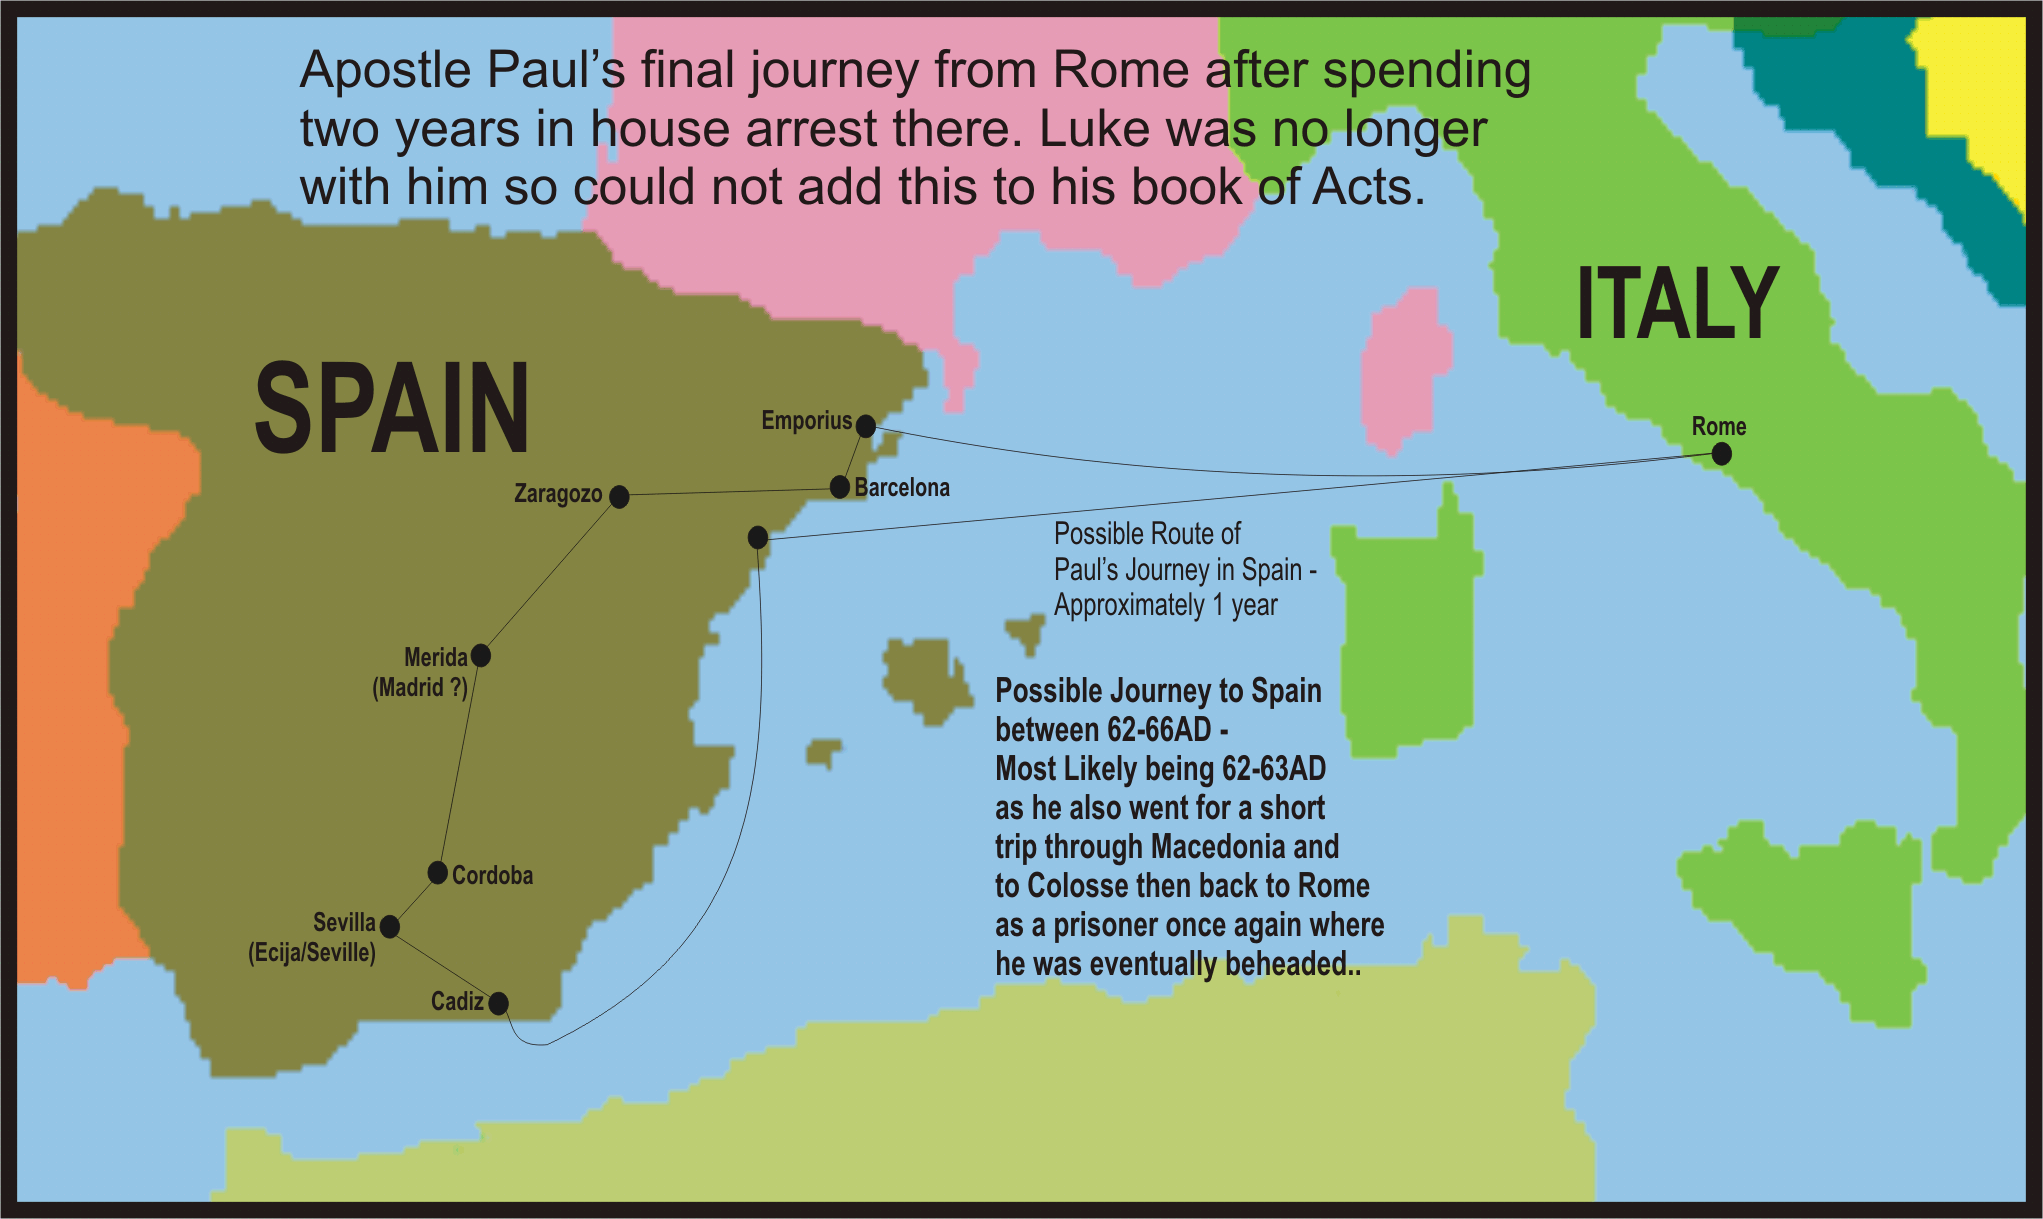 Apostle Paul’s final journey from Rome after spending
two years in house arrest there. Luke was no longer
with him so could not add this to his book of Acts.
ITALY
SPAIN
Emporius
Rome
Zaragozo
Barcelona
Possible Route of
Paul’s Journey in Spain -
Approximately 1 year
Merida
(Madrid ?)
Possible Journey to Spain
between 62-66AD -
Most Likely being 62-63AD
as he also went for a short
trip through Macedonia and
to Colosse then back to Rome
as a prisoner once again where
he was eventually beheaded..
Cordoba
Sevilla
(Ecija/Seville)
Cadiz